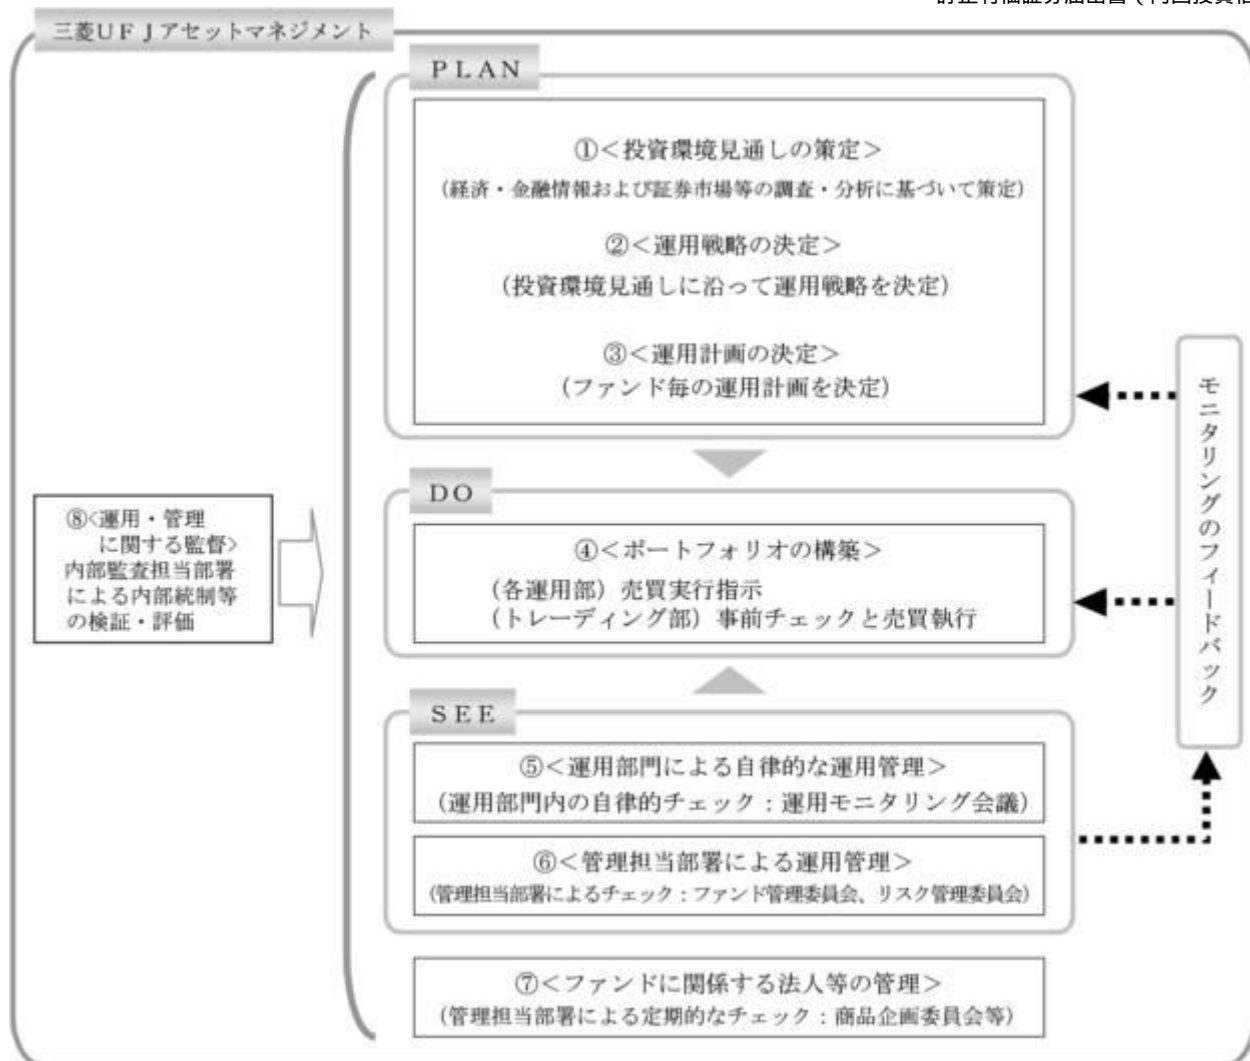 三菱UFJアセットマネジメント
PLAN
①<投資環境見通しの策定>
(経済・金融情報および証券市場等の調査・分析に基づいて策定)
②<運用戦略の決定>
(投資環境見通しに沿って運用戦略を決定)
③<運用計画の決定>
(ファンド毎の運用計画を決定)
DO
④<ポートフォリオの構築>
(各運用部)売買実行指示
(トレーディング部)事前チェックと売買執行
SEE
⑤<運用部門による自律的な運用管理>
(運用部門内の自律的チェック:運用モニタリング会議)
⑥<管理担当部署による運用管理>
(管理担当部署によるチェック:ファンド管理委員会、リスク管理委員会)
⑦<ファンドに関係する法人等の管理>
(管理担当部署による定期的なチェック:商品企画委員会等)
⑧<運用・管理
に関する監督>
内部監査担当部署
による内部統制等
の検証・評価
モニタリングのフィードバック